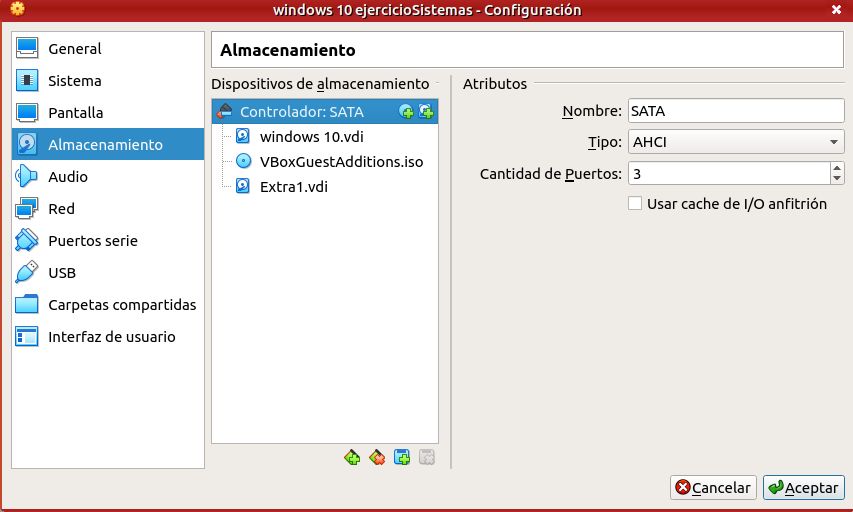 windows 10 ejercicioSistemas - Configuración
General
Sistema
Pantalla
Almacenamiento
Audio
Red
Puertos serie
USB
Carpetas compartidas
Interfaz de usuario
Almacenamiento
Dispositivos de almacenamiento
Controlador: SATA
windows 10.vdi
VBoxGuestAdditions.iso
Extra1.vdi
Atributos
Nombre: SATA
Tipo: AHCI
Cantidad de Puertos: 3
Usar cache de I/O anfitrión
Cancelar
Aceptar